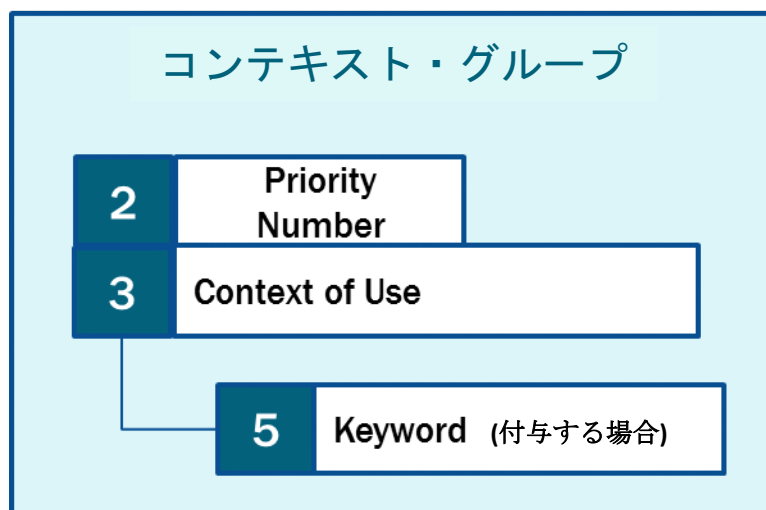 コンテキスト・グループ
2
Priority
Number
3
Context of Use
5
Keyword (付与する場合)